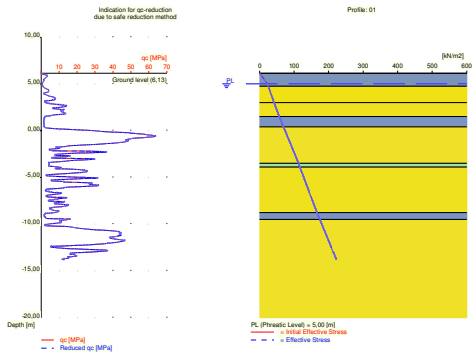 Indication for qc-reduction
due to safe reduction method
Profile: 01
10,00
qc [MPa]
[kN/m2]
10 20 30 40 50 60 70
0 100 200 300 400 500 600
5,00
Ground level (6,13)
PL
0,00
-5,00
-10,00
-15,00
-20,00
Depth [m]
PL (Phreatic Level) = 5,00 [m]
qc [MPa]
= Initial Effective Stress
Reduced qc [MPa]
= Effective Stress